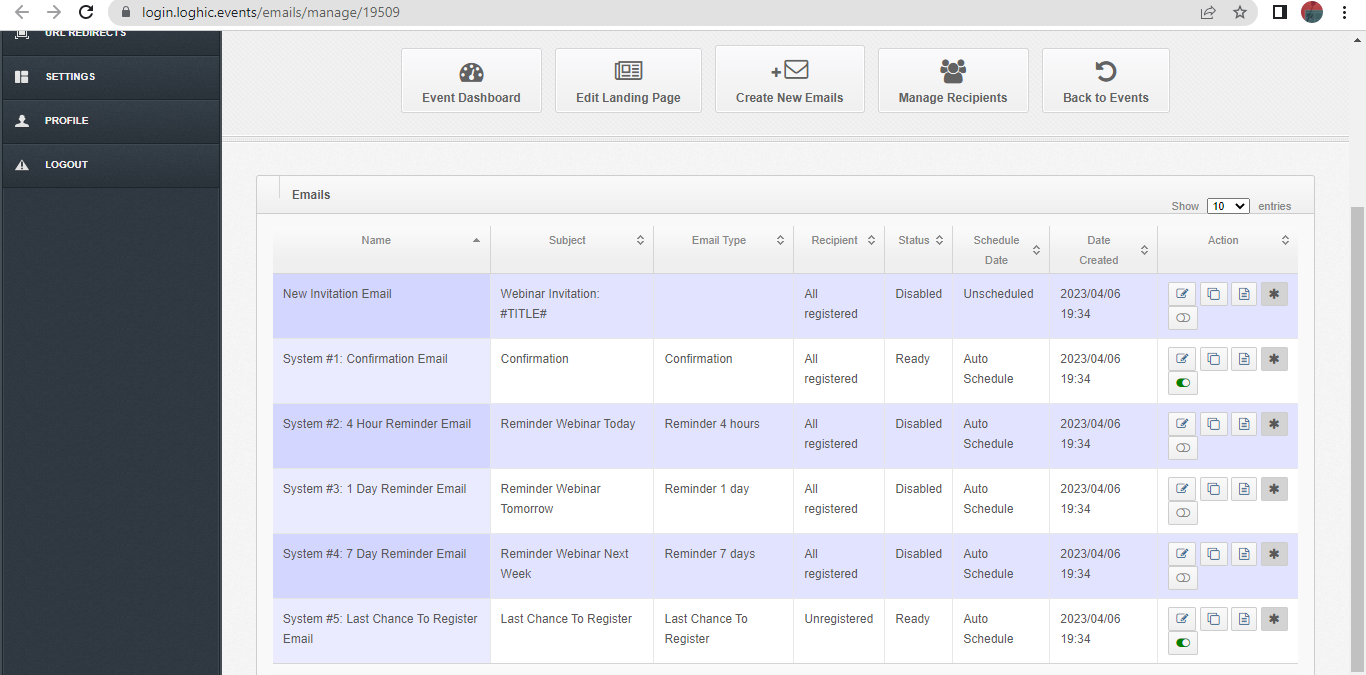 login.loghic.events/emails/manage/19509
URL REDIRECTS
SETTINGS
PROFILE
LOGOUT
Event Dashboard
Edit Landing Page
Create New Emails
Manage Recipients
Back to Events
Emails
Show 10 entries
Name Subject Email Type Recipient Status Schedule Date Date Created Action
New Invitation Email
Webinar Invitation:
#TITLE#
All
registered
Disabled
Unscheduled
2023/04/06
19:34
System #1: Confirmation Email
Confirmation
Confirmation
All
registered
Ready
Auto
Schedule
2023/04/06
19:34
System #2: 4 Hour Reminder Email
Reminder Webinar Today
Reminder 4 hours
All
registered
Disabled
Auto
Schedule
2023/04/06
19:34
System #3: 1 Day Reminder Email
Reminder Webinar
Tomorrow
Reminder 1 day
All
registered
Disabled
Auto
Schedule
2023/04/06
19:34
System #4: 7 Day Reminder Email
Reminder Webinar Next
Week
Reminder 7 days
All
registered
Disabled
Auto
Schedule
2023/04/06
19:34
System #5: Last Chance To Register
Email
Last Chance To Register
Last Chance To
Register
Unregistered
Ready
Auto
Schedule
2023/04/06
19:34